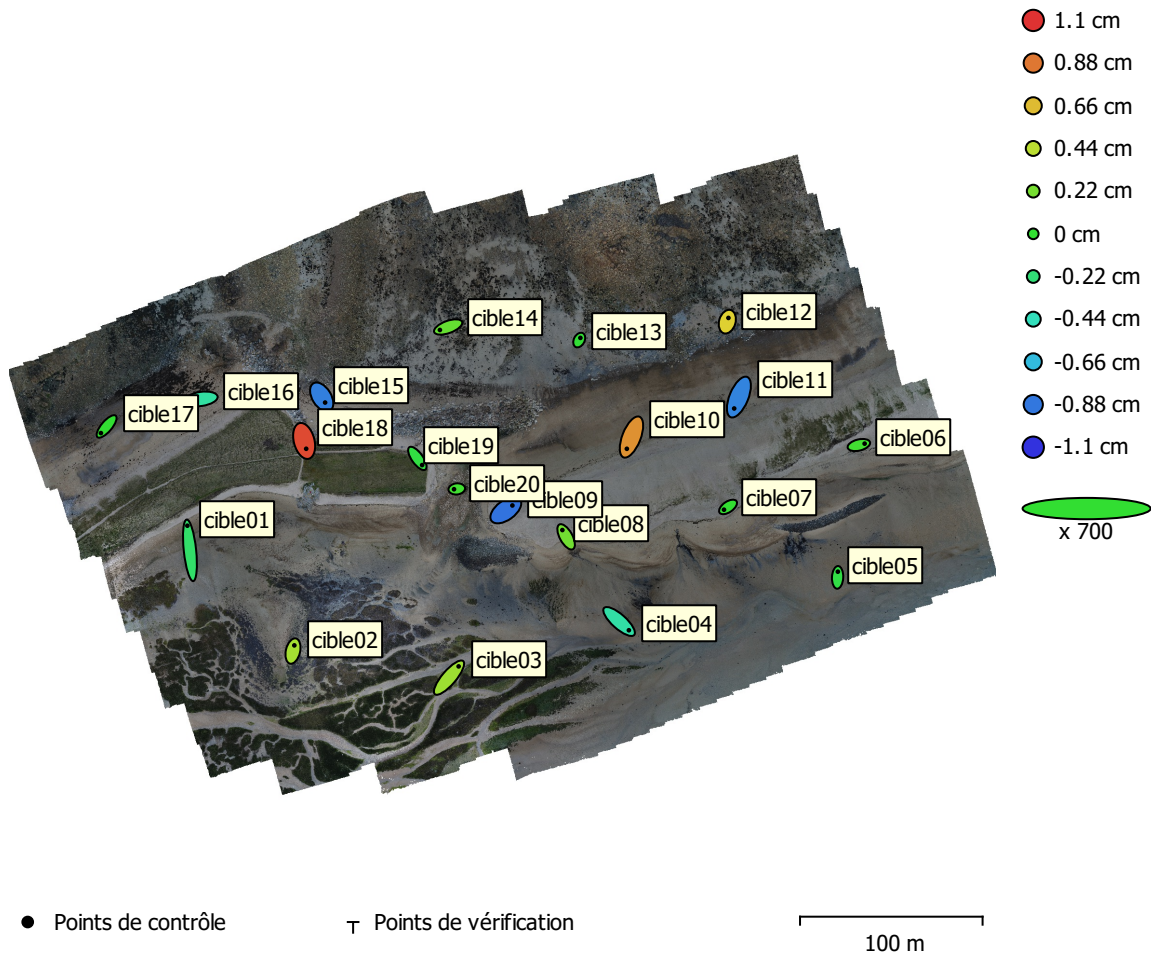 1.1 cm
0.88 cm
0.66 cm
0.44 cm
0.22 cm
0 cm
-0.22 cm
-0.44 cm
-0.66 cm
-0.88 cm
-1.1 cm
x 700
cible14
cible13
cible12
cible11
cible16
cible15
cible17
cible18
cible10
cible19
cible06
cible20
cible09
cible07
cible01
cible08
cible05
cible04
cible02
cible03
Points de contrôle
Points de vérification
100 m